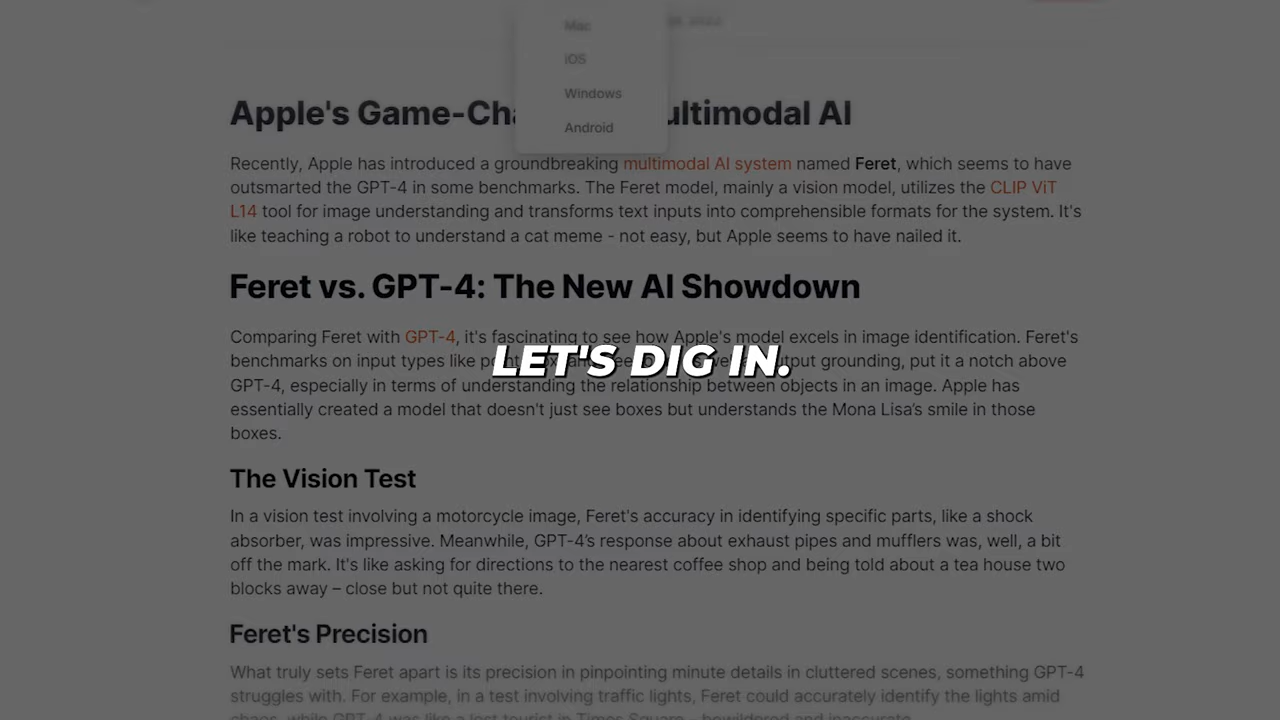 Mac
2023
iOS
Windows
Android
Apple's Game-Cha ultimodal AI
Recently, Apple has introduced a groundbreaking multimodal AI system named Feret, which seems to have
outsmarted the GPT-4 in some benchmarks. The Feret model, mainly a vision model, utilizes the CLIP ViT
L14 tool for image understanding and transforms text inputs into comprehensible formats for the system. It's
like teaching a robot to understand a cat meme - not easy, but Apple seems to have nailed it.
Feret vs. GPT-4: The New AI Showdown
Comparing Feret with GPT-4, it's fascinating to see how Apple's model excels in image identification. Feret's
benchmarks on input types like output grounding, put it a notch above
LET'S DIG IN.
GPT-4, especially in terms of understanding the relationship between objects in an image. Apple has
essentially created a model that doesn't just see boxes but understands the Mona Lisa's smile in those
boxes.
The Vision Test
In a vision test involving a motorcycle image, Feret's accuracy in identifying specific parts, like a shock
absorber, was impressive. Meanwhile, GPT-4's response about exhaust pipes and mufflers was, well, a bit
off the mark. It's like asking for directions to the nearest coffee shop and being told about a tea house two
blocks away – close but not quite there.
Feret's Precision
What truly sets Feret apart is its precision in pinpointing minute details in cluttered scenes, something GPT-4
struggles with. For example, in a test involving traffic lights, Feret could accurately identify the lights amid
chaos, while GPT-4 was like a lost tourist in Times Square – bewildered and inaccurate.